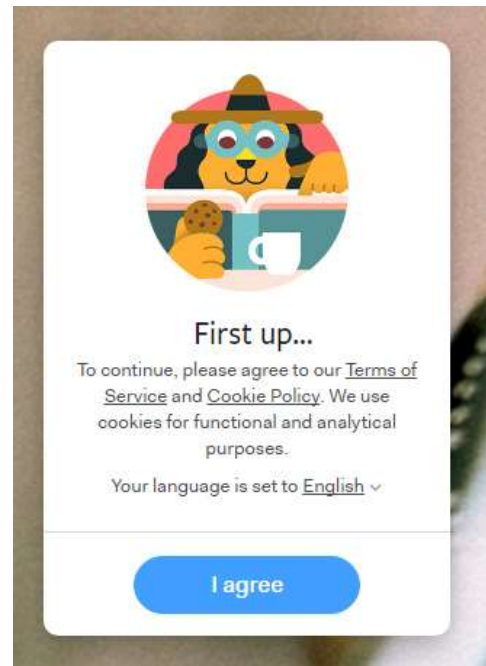 First up...
To continue, please agree to our Terms of
Service and Cookie Policy. We use
cookies for functional and analytical
purposes.
Your language is set to English
I agree